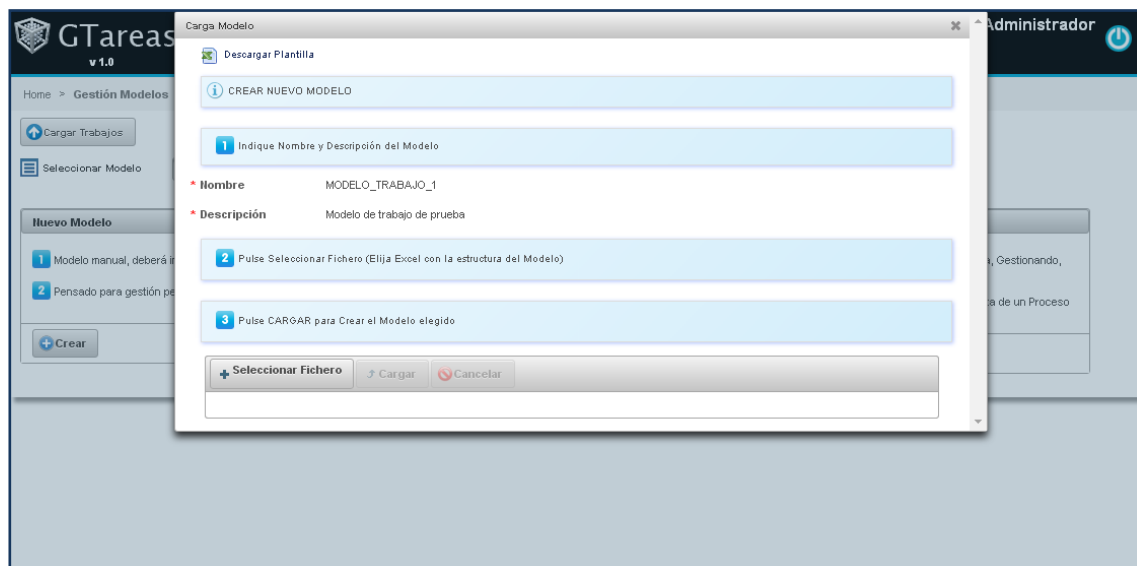 GTareas
v 1.0
Administrador
Home > Gestión Modelos
Cargar Trabajos
Seleccionar Modelo
Nuevo Modelo
1 Modelo manual, deberá
2 Pensado para gestión
Crear
Carga Modelo
Descargar Plantilla
CREAR NUEVO MODELO
1 Indique Nombre y Descripción del Modelo
* Nombre MODELO_TRABAJO_1
* Descripción Modelo de trabajo de prueba
2 Pulse Seleccionar Fichero (Elija Excel con la estructura del Modelo)
3 Pulse CARGAR para Crear el Modelo elegido
Seleccionar Fichero Cargar Cancelar
, Gestionando,
de un Proceso